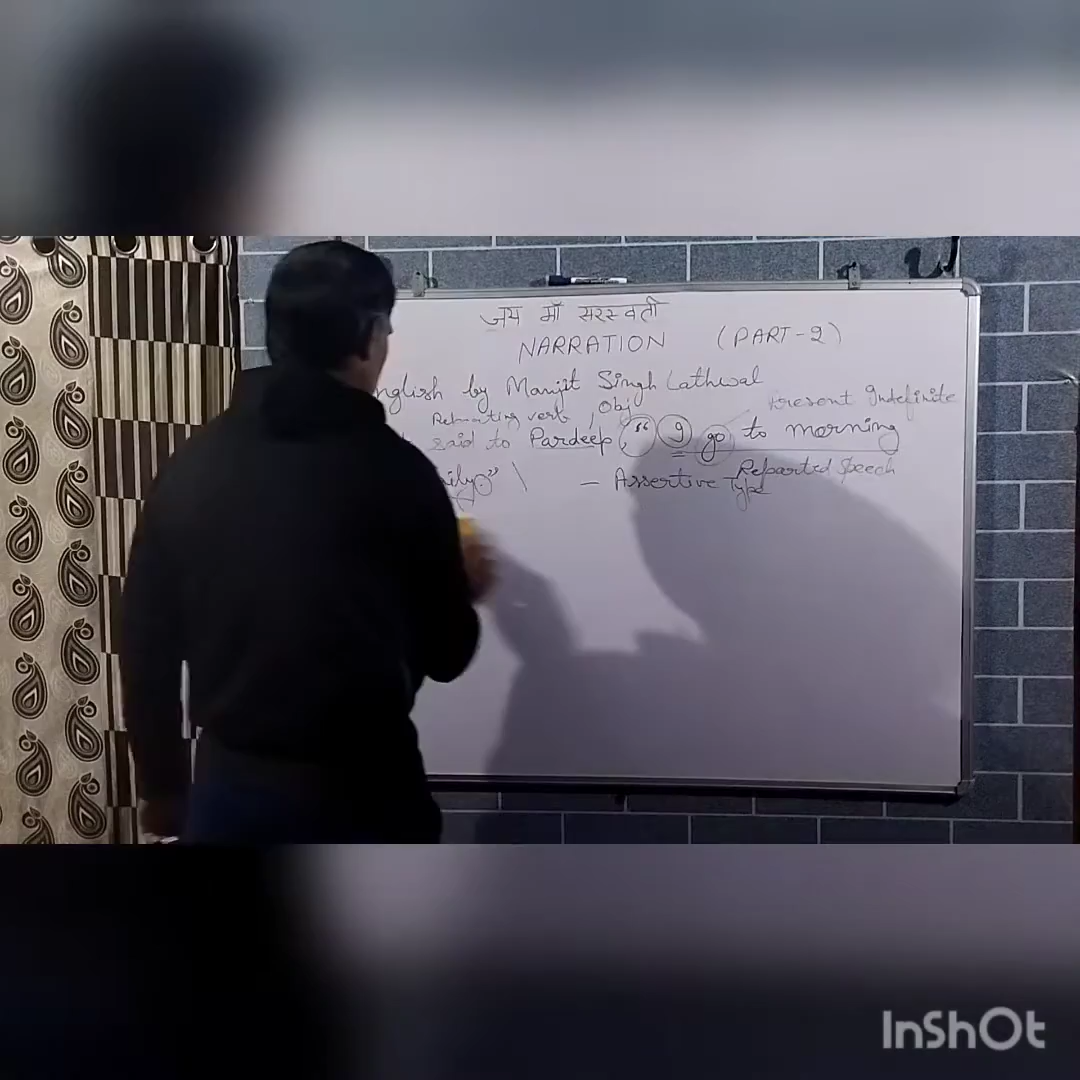 जय माँ सरस्वती
NARRATION (PART-2)
nglish by Manjit Singh Lathwal
Reporting verb, Obj Present Indefinite
said to Pardeep, "I go to morning
ily." - Assertive Type Reported Speech
InShOt